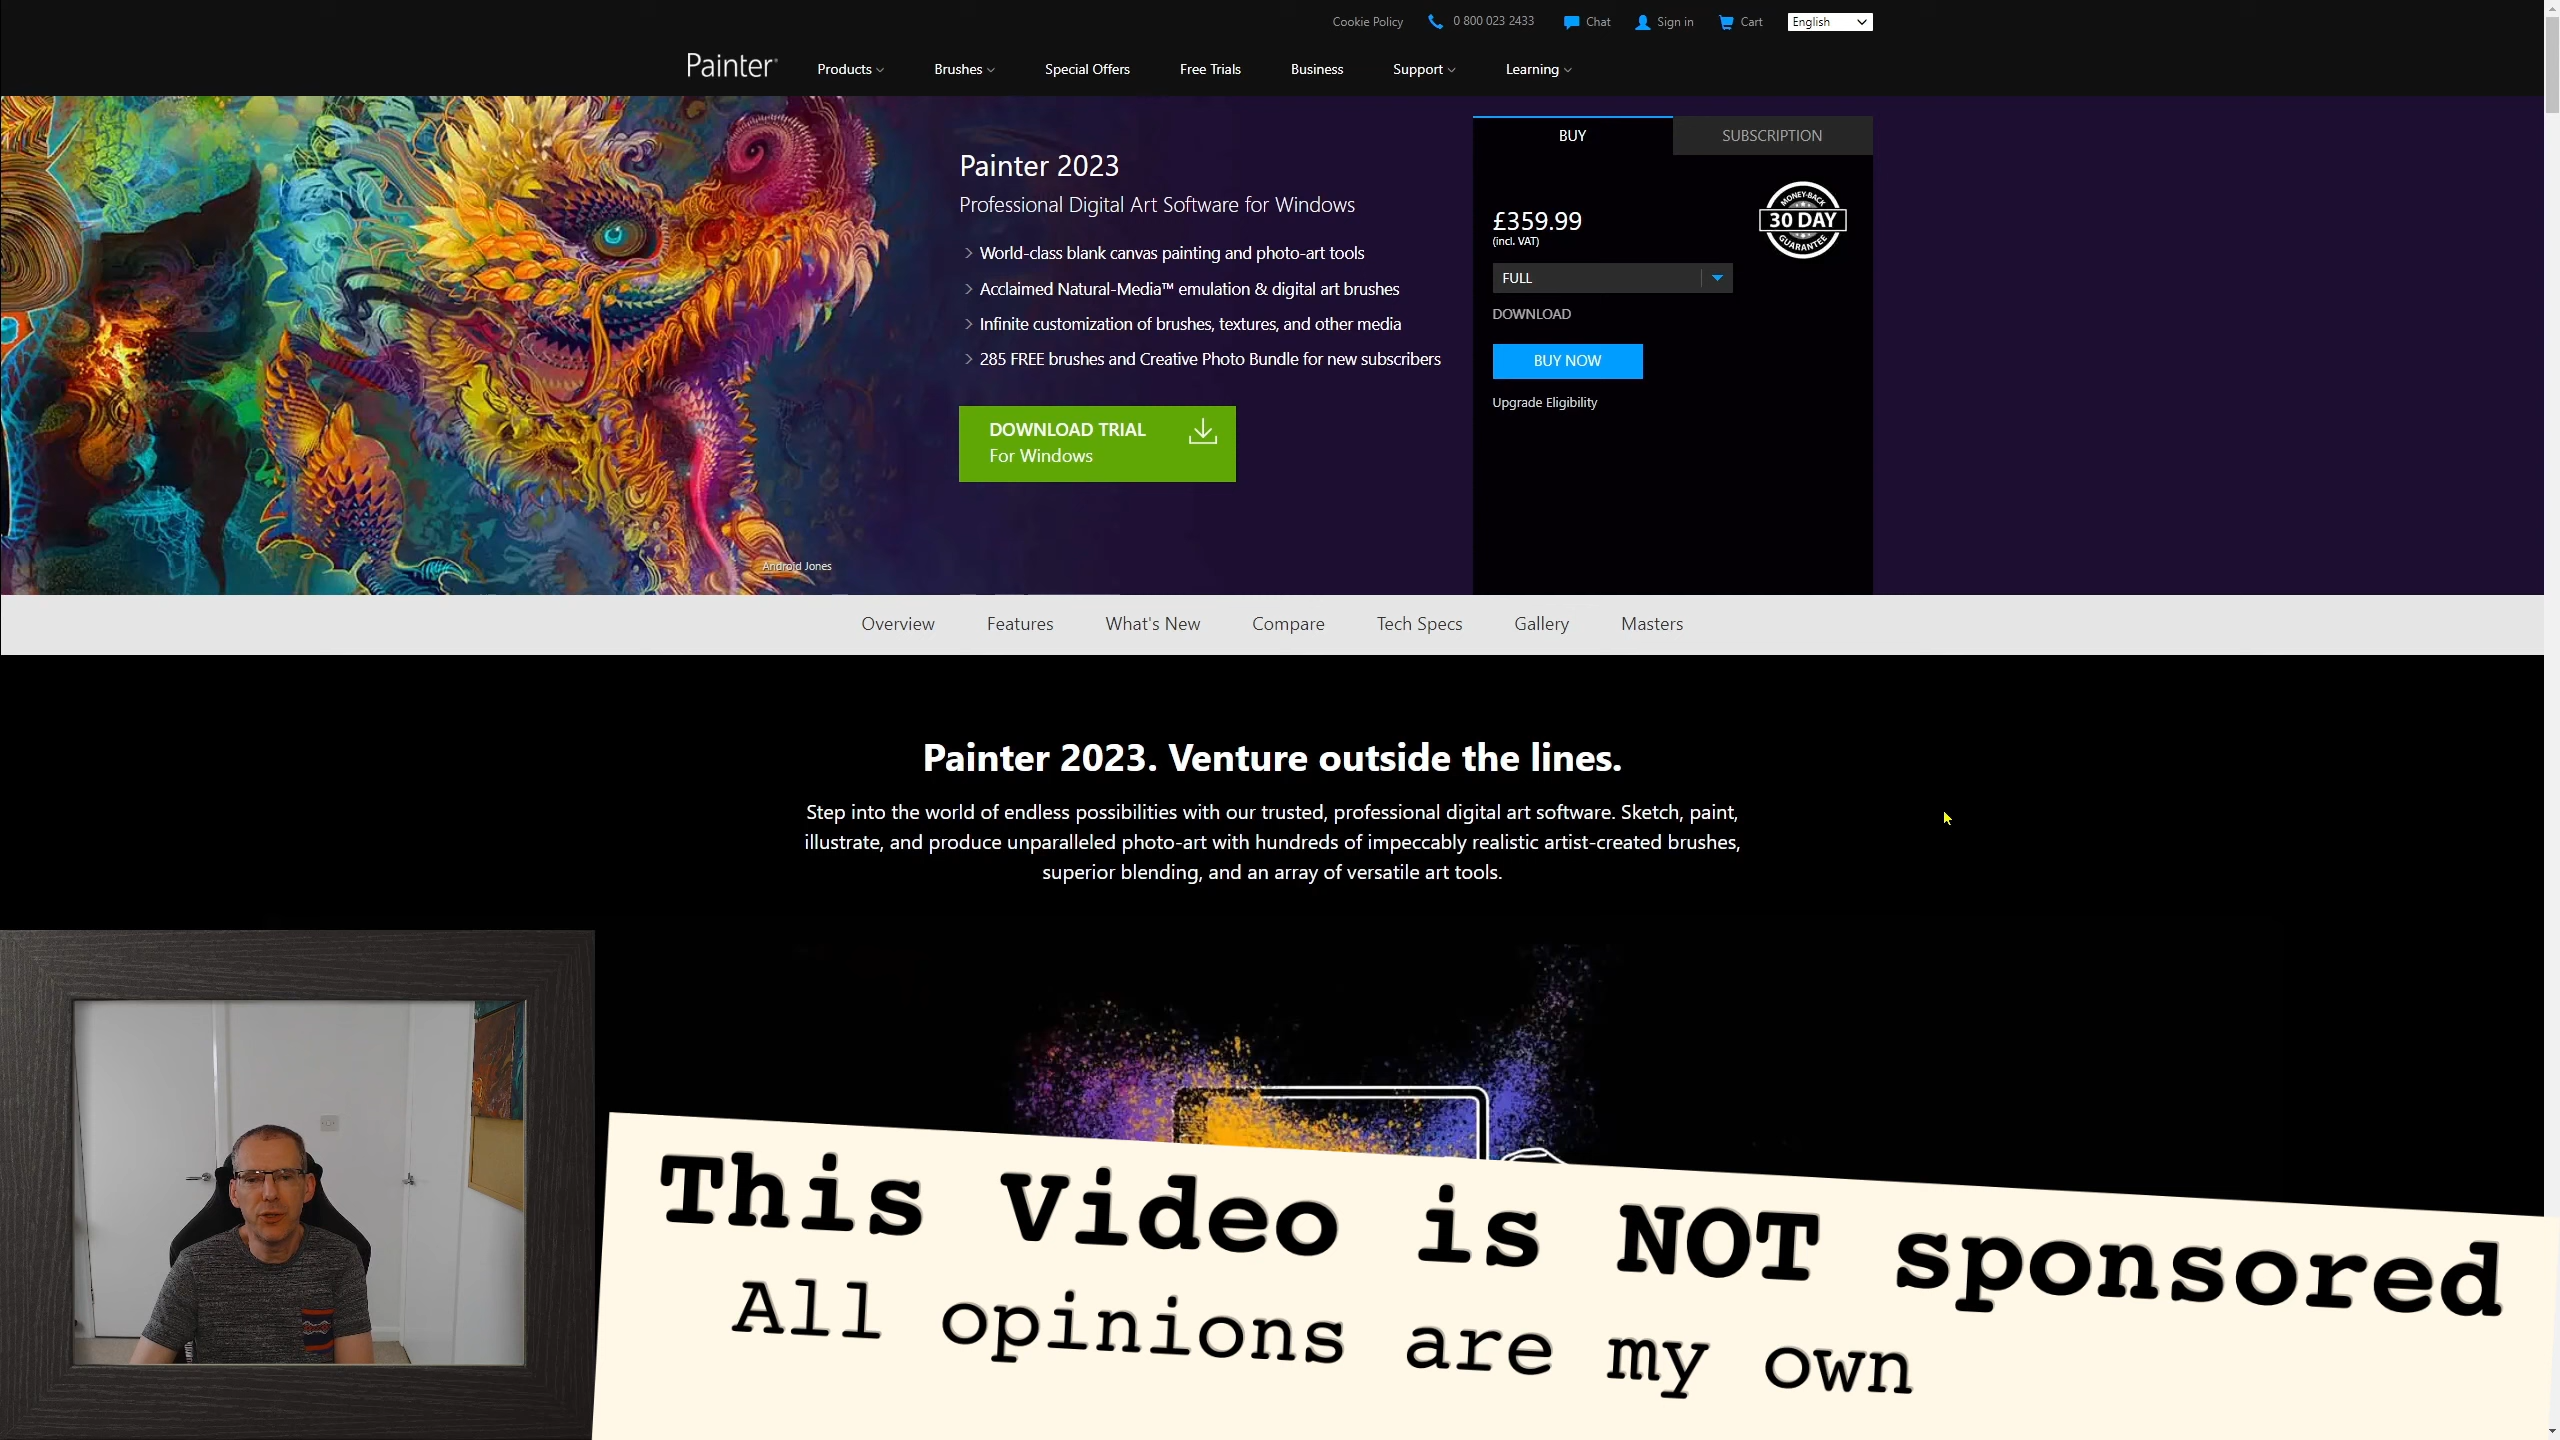 Cookie Policy
0 800 023 2433
Chat
Sign in
Cart
English
Painter
Products
Brushes
Special Offers
Free Trials
Business
Support
Learning
Painter 2023
Professional Digital Art Software for Windows
World-class blank canvas painting and photo-art tools
Acclaimed Natural-Media™ emulation & digital art brushes
Infinite customization of brushes, textures, and other media
285 FREE brushes and Creative Photo Bundle for new subscribers
DOWNLOAD TRIAL
For Windows
Android Jones
BUY
SUBSCRIPTION
£359.99
(incl. VAT)
MONEY-BACK
30 DAY
GUARANTEE
FULL
DOWNLOAD
BUY NOW
Upgrade Eligibility
Overview
Features
What's New
Compare
Tech Specs
Gallery
Masters
Painter 2023. Venture outside the lines.
Step into the world of endless possibilities with our trusted, professional digital art software. Sketch, paint,
illustrate, and produce unparalleled photo-art with hundreds of impeccably realistic artist-created brushes,
superior blending, and an array of versatile art tools.
This Video is NOT sponsored
All opinions are my own